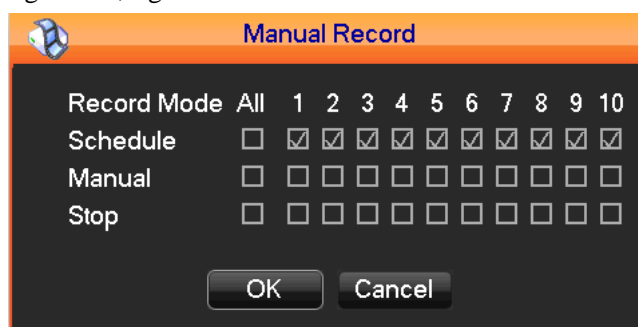 Manual Record
Record Mode All 1 2 3 4 5 6 7 8 9 10
Schedule
Manual
Stop
OK Cancel